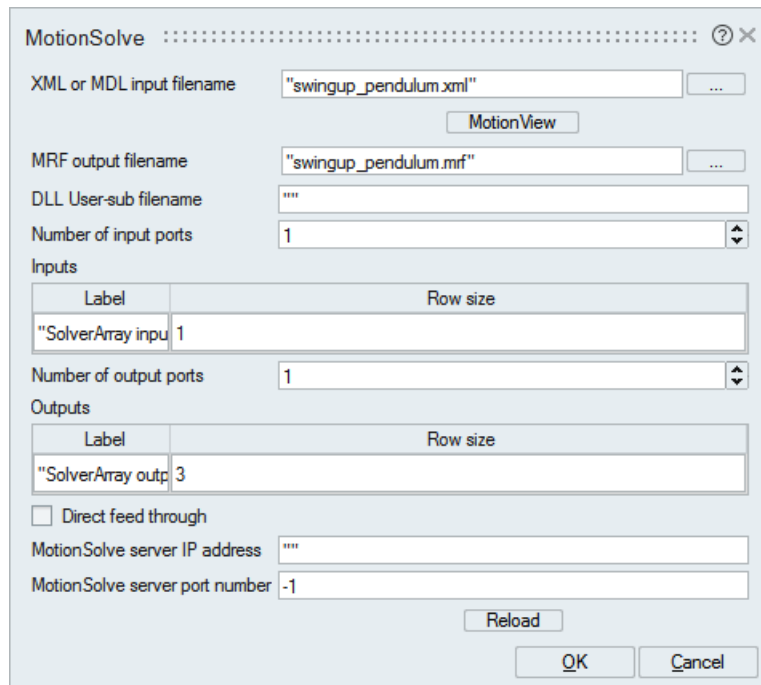 MotionSolve
XML or MDL input filename "swingup_pendulum.xml" ...
MotionView
MRF output filename "swingup_pendulum.mrf" ...
DLL User-sub filename ""
Number of input ports 1
Inputs
Label Row size
"SolverArray inpu 1
Number of output ports 1
Outputs
Label Row size
"SolverArray outp 3
Direct feed through
MotionSolve server IP address ""
MotionSolve server port number -1
Reload
OK Cancel